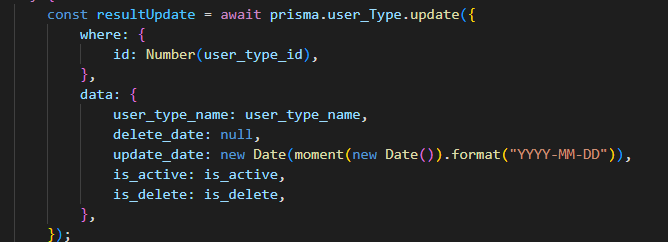 const resultUpdate = await prisma.user_Type.update({
where: {
id: Number(user_type_id),
},
data: {
user_type_name: user_type_name,
delete_date: null,
update_date: new Date(moment(new Date()).format("YYYY-MM-DD")),
is_active: is_active,
is_delete: is_delete,
},
});